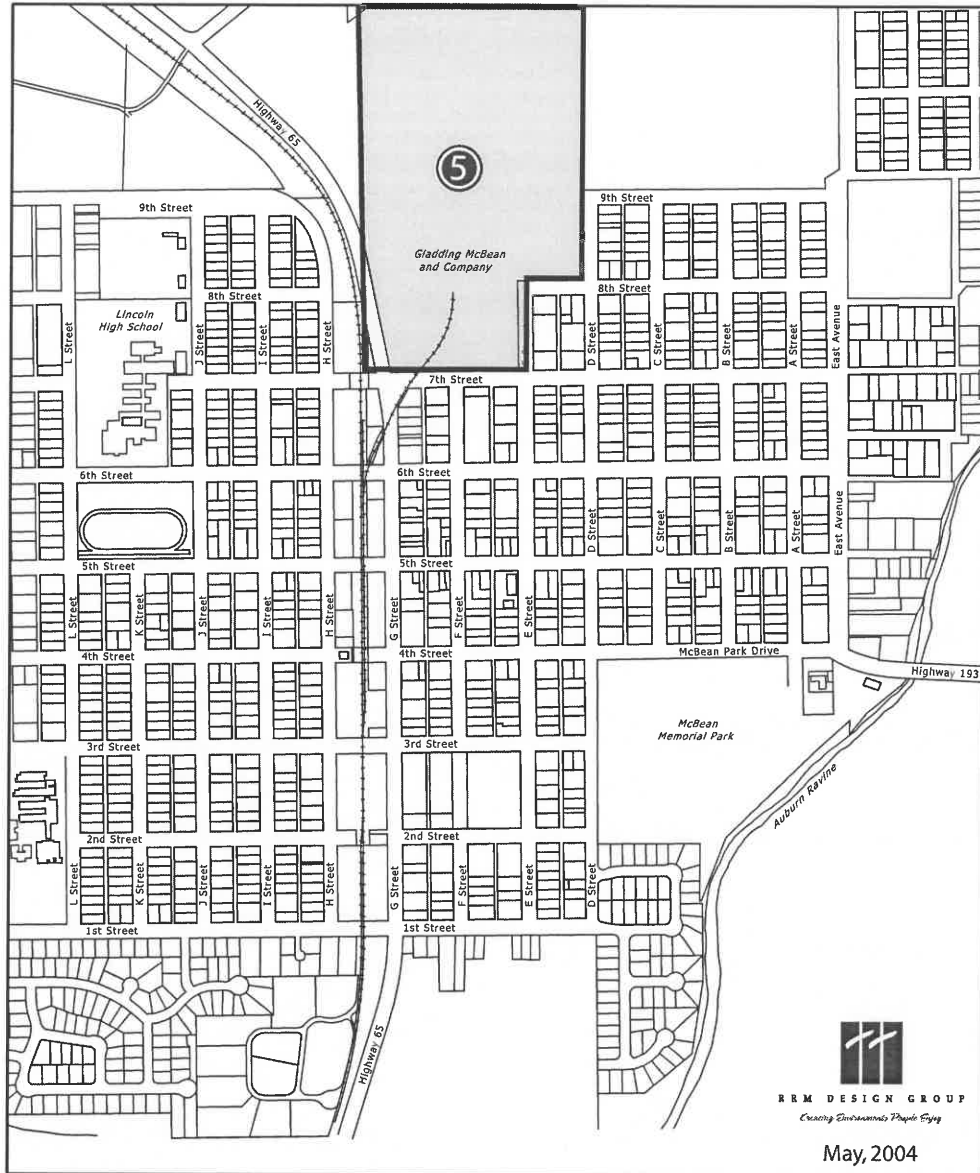 Highway 65
5
9th Street
9th Street
Gladding McBean
and Company
8th Street
8th Street
Lincoln
High School
L Street
J Street
I Street
H Street
D Street
C Street
B Street
A Street
East Avenue
7th Street
6th Street
6th Street
D Street
C Street
B Street
A Street
East Avenue
5th Street
5th Street
L Street
K Street
J Street
I Street
H Street
G Street
F Street
E Street
4th Street
4th Street
McBean Park Drive
Highway 193
McBean
Memorial Park
3rd Street
3rd Street
Auburn Ravine
2nd Street
2nd Street
L Street
K Street
J Street
I Street
H Street
G Street
F Street
E Street
D Street
1st Street
1st Street
Highway 65
RRM DESIGN GROUP
Creating Environments People Enjoy
May, 2004